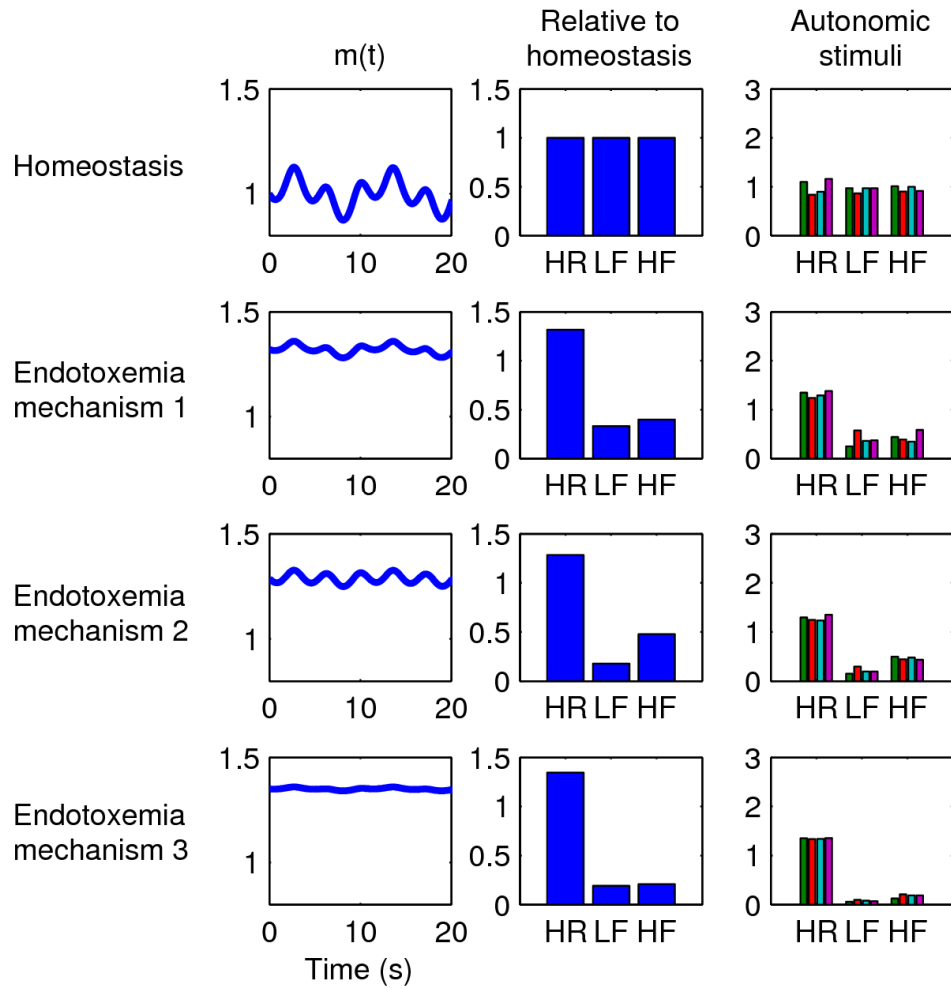 m(t)
Relative to
homeostasis
Autonomic
stimuli
Homeostasis
1.5
1
0 20
1.5
1
0.5
0
HR LF HF
3
2
1
0
HR LF HF
Endotoxemia
mechanism 1
1.5
1
0 20
1.5
1
0.5
0
HR LF HF
3
2
1
0
HR LF HF
Endotoxemia
mechanism 2
1.5
1
0 20
1.5
1
0.5
0
HR LF HF
3
2
1
0
HR LF HF
Endotoxemia
mechanism 3
1.5
1
0 10 20
Time (s)
1.5
1
0.5
0
HR LF HF
3
2
1
0
HR LF HF